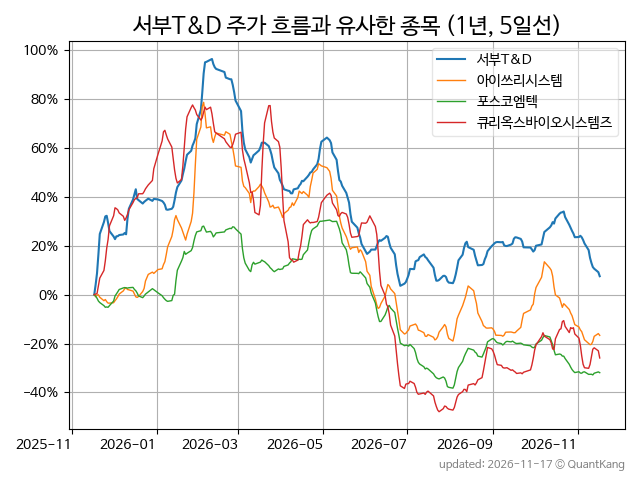 서부T&D 주가 흐름과 유사한 종목 (1년, 5일선)
서부T&D
아이쓰리시스템
포스코엠텍
큐리옥스바이오시스템즈
100%
80%
60%
40%
20%
0%
−20%
−40%
2025-11
2026-01
2026-03
2026-05
2026-07
2026-09
2026-11
updated: 2026-11-17 © QuantKang